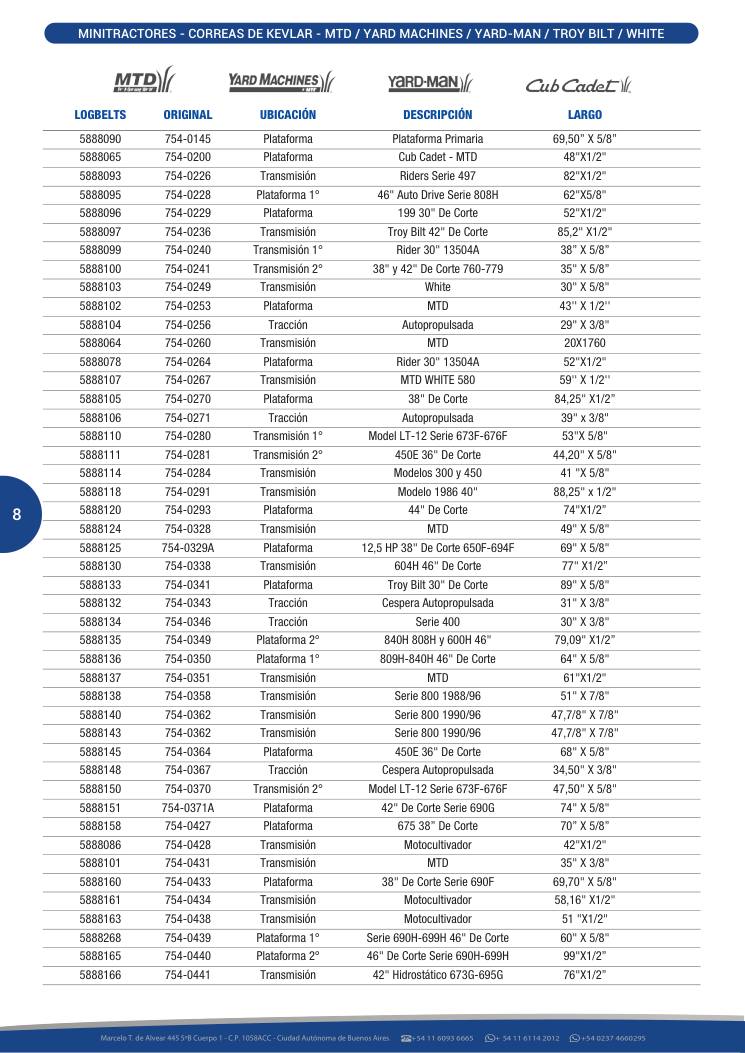 MINITRACTORES - CORREAS DE KEVLAR - MTD / YARD MACHINES / YARD-MAN / TROY BILT / WHITE
MTD YARD MACHINES YARD-MAN Cub Cadet
LOGBELTS ORIGINAL UBICACIÓN DESCRIPCIÓN LARGO
5888090 754-0145 Plataforma Plataforma Primaria 69,50" X 5/8"
5888065 754-0200 Plataforma Cub Cadet - MTD 48"X1/2"
5888093 754-0226 Transmisión Riders Serie 497 82"X1/2"
5888095 754-0228 Plataforma 1° 46" Auto Drive Serie 808H 62"X5/8"
5888096 754-0229 Plataforma 199 30" De Corte 52"X1/2"
5888097 754-0236 Transmisión Troy Bilt 42" De Corte 85,2" X1/2"
5888099 754-0240 Transmisión 1° Rider 30" 13504A 38” X 5/8”
5888100 754-0241 Transmisión 2° 38" y 42" De Corte 760-779 35" X 5/8"
5888103 754-0249 Transmisión White 30" X 5/8"
5888102 754-0253 Plataforma MTD 43'' X 1/2''
5888104 754-0256 Tracción Autopropulsada 29" X 3/8"
5888064 754-0260 Transmisión MTD 20X1760
5888078 754-0264 Plataforma Rider 30" 13504A 52"X1/2"
5888107 754-0267 Transmisión MTD WHITE 580 59'' X 1/2''
5888105 754-0270 Plataforma 38" De Corte 84,25" X1/2”
5888106 754-0271 Tracción Autopropulsada 39" x 3/8"
5888110 754-0280 Transmisión 1° Model LT-12 Serie 673F-676F 53"X 5/8"
5888111 754-0281 Transmisión 2° 450E 36" De Corte 44,20" X 5/8"
5888114 754-0284 Transmisión Modelos 300 y 450 41 "X 5/8"
5888118 754-0291 Transmisión Modelo 1986 40" 88,25" x 1/2"
5888120 754-0293 Plataforma 44" De Corte 74"X1/2”
5888124 754-0328 Transmisión MTD 49" X 5/8"
5888125 754-0329A Plataforma 12,5 HP 38" De Corte 650F-694F 69" X 5/8"
5888130 754-0338 Transmisión 604H 46" De Corte 77" X1/2”
5888133 754-0341 Plataforma Troy Bilt 30" De Corte 89" X 5/8"
5888132 754-0343 Tracción Cespera Autopropulsada 31" X 3/8"
5888134 754-0346 Tracción Serie 400 30" X 3/8"
5888135 754-0349 Plataforma 2° 840H 808H y 600H 46" 79,09" X1/2”
5888136 754-0350 Plataforma 1° 809H-840H 46" De Corte 64" X 5/8"
5888137 754-0351 Transmisión MTD 61"X1/2"
5888138 754-0358 Transmisión Serie 800 1988/96 51" X 7/8"
5888140 754-0362 Transmisión Serie 800 1990/96 47,7/8" X 7/8"
5888143 754-0362 Transmisión Serie 800 1990/96 47,7/8" X 7/8"
5888145 754-0364 Plataforma 450E 36" De Corte 68" X 5/8"
5888148 754-0367 Tracción Cespera Autopropulsada 34,50" X 3/8"
5888150 754-0370 Transmisión 2° Model LT-12 Serie 673F-676F 47,50" X 5/8"
5888151 754-0371A Plataforma 42" De Corte Serie 690G 74" X 5/8"
5888158 754-0427 Plataforma 675 38” De Corte 70” X 5/8”
5888086 754-0428 Transmisión Motocultivador 42"X1/2"
5888101 754-0431 Transmisión MTD 35" X 3/8"
5888160 754-0433 Plataforma 38" De Corte Serie 690F 69,70" X 5/8"
5888161 754-0434 Transmisión Motocultivador 58,16" X1/2"
5888163 754-0438 Transmisión Motocultivador 51 "X1/2"
5888268 754-0439 Plataforma 1° Serie 690H-699H 46" De Corte 60" X 5/8"
5888165 754-0440 Plataforma 2° 46" De Corte Serie 690H-699H 99"X1/2”
5888166 754-0441 Transmisión 42" Hidrostático 673G-695G 76"X1/2”
8
Marcelo T. de Alvear 445 5ºB Cuerpo 1 - C.P. 1058ACC - Ciudad Autónoma de Buenos Aires. +54 11 6093 6665 + 54 11 6114 2012 +54 0237 4660295